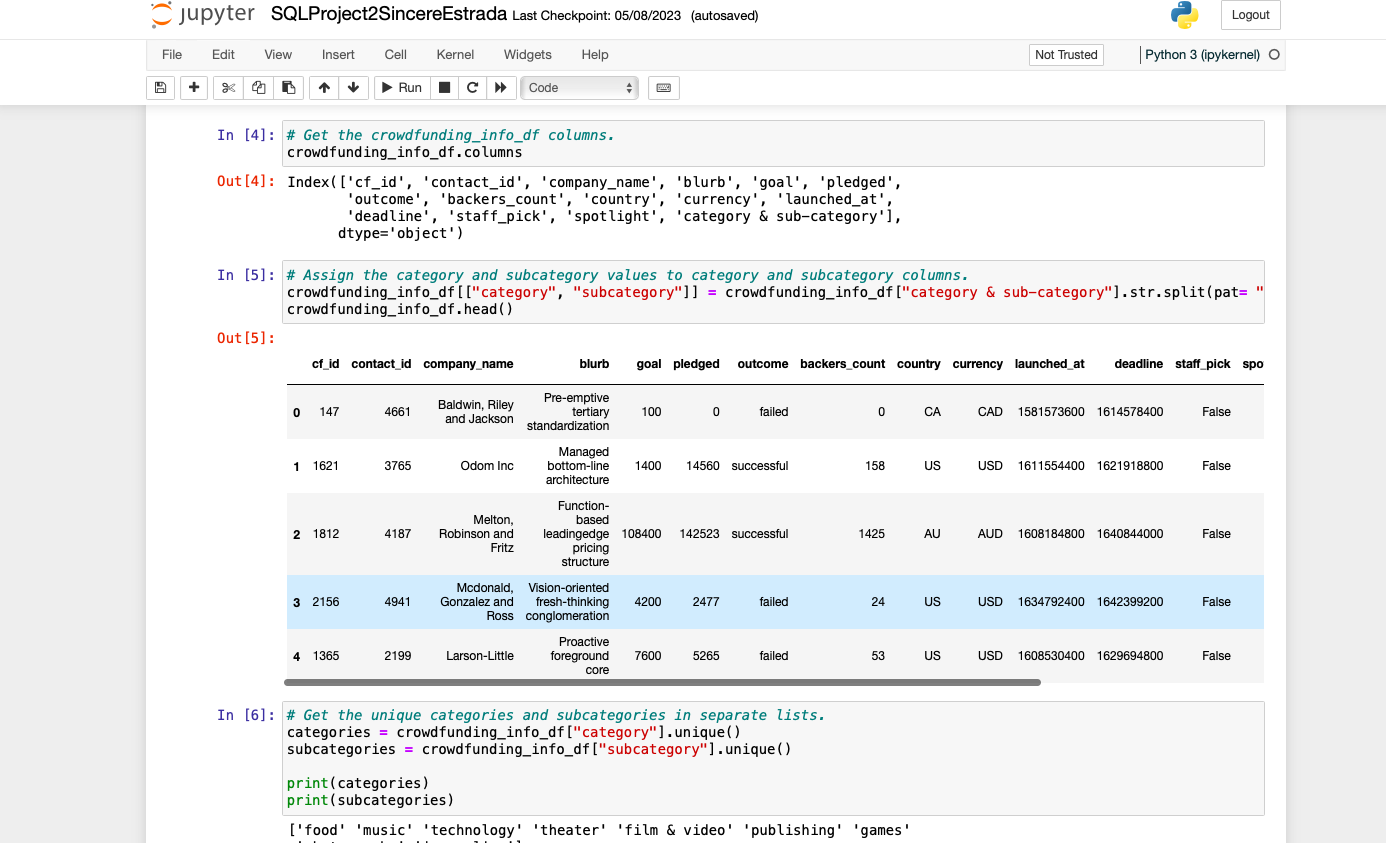 jupyter SQLProject2SincereEstrada Last Checkpoint: 05/08/2023 (autosaved) Logout
File Edit View Insert Cell Kernel Widgets Help Not Trusted Python 3 (ipykernel)
Run Code
In [4]: # Get the crowdfunding_info_df columns.
crowdfunding_info_df.columns
Out[4]: Index(['cf_id', 'contact_id', 'company_name', 'blurb', 'goal', 'pledged',
'outcome', 'backers_count', 'country', 'currency', 'launched_at',
'deadline', 'staff_pick', 'spotlight', 'category & sub-category'],
dtype='object')
In [5]: # Assign the category and subcategory values to category and subcategory columns.
crowdfunding_info_df[["category", "subcategory"]] = crowdfunding_info_df["category & sub-category"].str.split(pat= "
crowdfunding_info_df.head()
Out[5]:
cf_id contact_id company_name blurb goal pledged outcome backers_count country currency launched_at deadline staff_pick spo
0 147 4661 Baldwin, Riley and Jackson Pre-emptive tertiary standardization 100 0 failed 0 CA CAD 1581573600 1614578400 False
1 1621 3765 Odom Inc Managed bottom-line architecture 1400 14560 successful 158 US USD 1611554400 1621918800 False
2 1812 4187 Melton, Robinson and Fritz Function-based leadingedge pricing structure 108400 142523 successful 1425 AU AUD 1608184800 1640844000 False
3 2156 4941 Mcdonald, Gonzalez and Ross Vision-oriented fresh-thinking conglomeration 4200 2477 failed 24 US USD 1634792400 1642399200 False
4 1365 2199 Larson-Little Proactive foreground core 7600 5265 failed 53 US USD 1608530400 1629694800 False
In [6]: # Get the unique categories and subcategories in separate lists.
categories = crowdfunding_info_df["category"].unique()
subcategories = crowdfunding_info_df["subcategory"].unique()
print(categories)
print(subcategories)
['food' 'music' 'technology' 'theater' 'film & video' 'publishing' 'games'